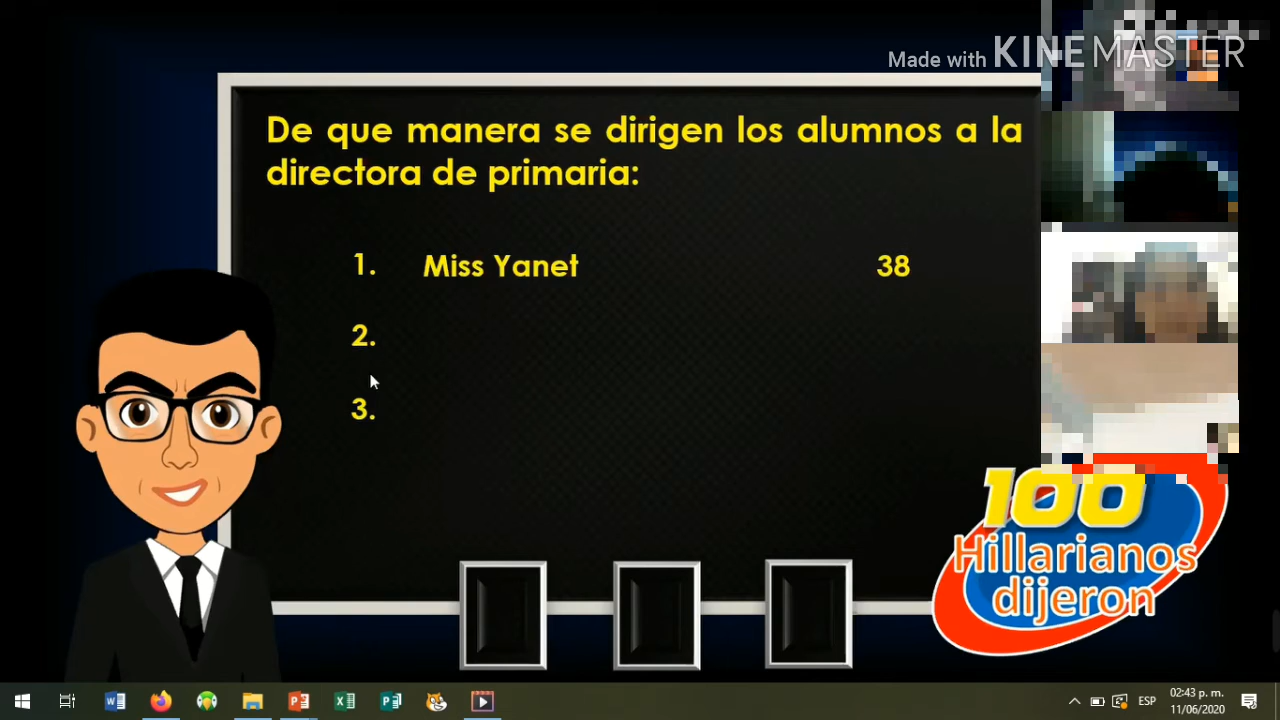 Made with KINEMASTER
De que manera se dirigen los alumnos a la
directora de primaria:
1. Miss Yanet 38
2.
3.
100
Hillarianos
dijeron
ESP
02:43 p. m.
11/06/2020